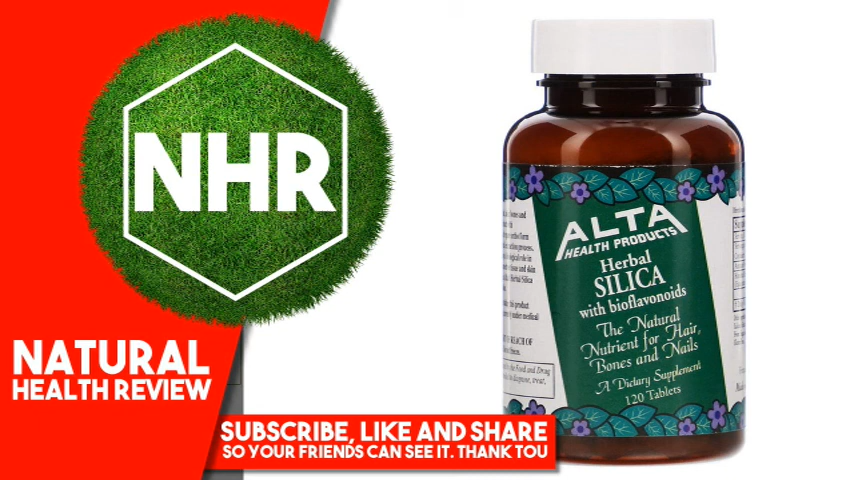 NHR
NATURAL
HEALTH REVIEW
SUBSCRIBE, LIKE AND SHARE
SO YOUR FRIENDS CAN SEE IT. THANK TOU
ALTA
HEALTH PRODUCTS
Herbal
SILICA
with bioflavonoids
The Natural
Nutrient for Hair,
Bones and Nails
A Dietary Supplement
120 Tablets